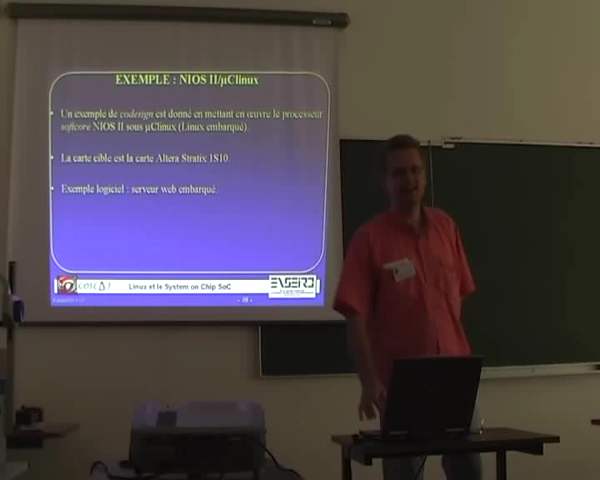 EXEMPLE : NIOS II/µClinux
• Un exemple de codesign est donné en mettant en œuvre le processeur
softcore NIOS II sous µClinux (Linux embarqué).
• La carte cible est la carte Altera Stratix 1S10.
• Exemple logiciel : serveur web embarqué.
Linux et le System on Chip SoC
ENSEIRB